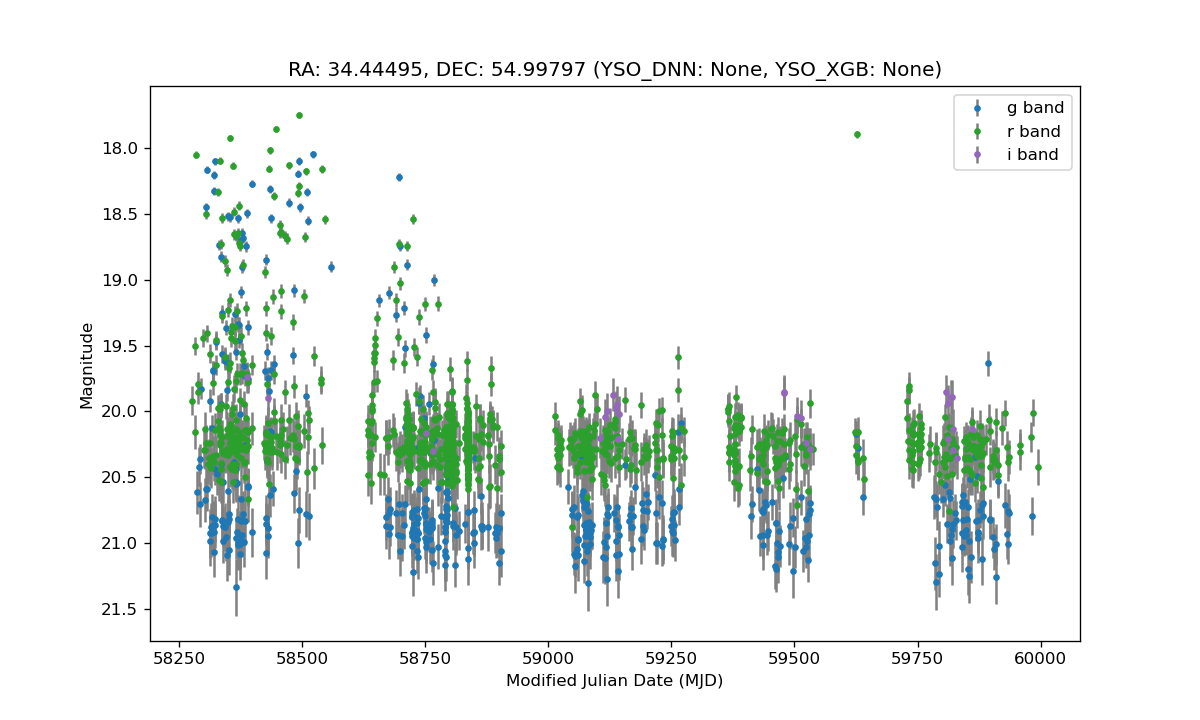 RA: 34.44495, DEC: 54.99797 (YSO_DNN: None, YSO_XGB: None)
g band
r band
i band
Magnitude
18.0
18.5
19.0
19.5
20.0
20.5
21.0
21.5
58250 58500 58750 59000 59250 59500 59750 60000
Modified Julian Date (MJD)